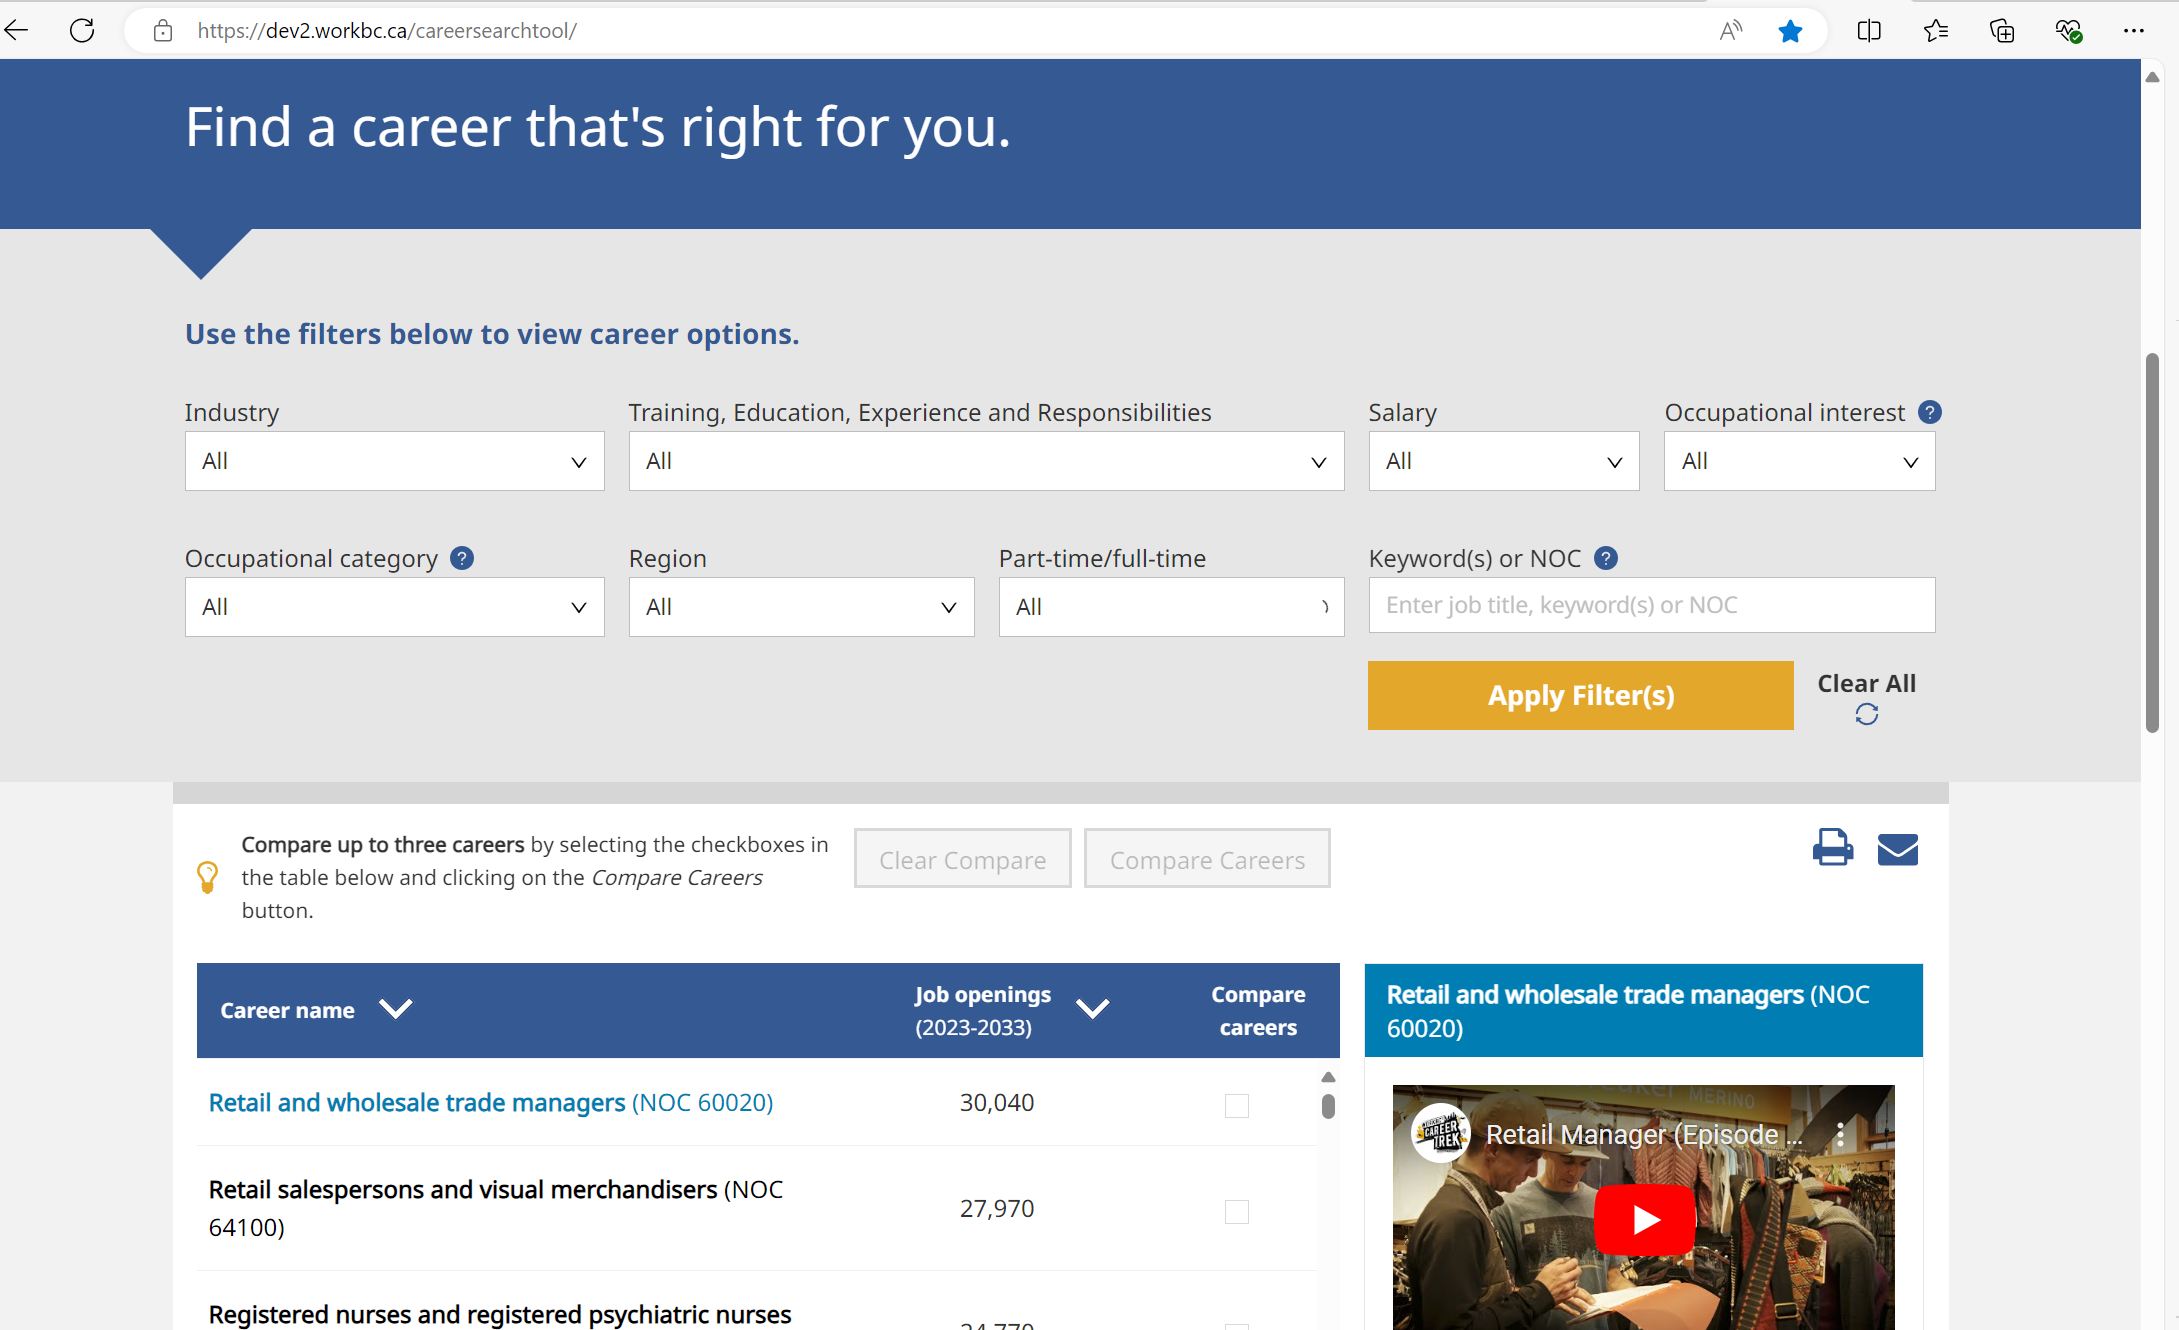 https://dev2.workbc.ca/careersearchtool/
Find a career that's right for you.
Use the filters below to view career options.
Industry
Training, Education, Experience and Responsibilities
Salary
Occupational interest ?
All
All
All
All
Occupational category ?
Region
Part-time/full-time
Keyword(s) or NOC ?
All
All
All
Enter job title, keyword(s) or NOC
Apply Filter(s)
Clear All
Compare up to three careers by selecting the checkboxes in
the table below and clicking on the Compare Careers
button.
Clear Compare
Compare Careers
Career name
Job openings
(2023-2033)
Compare
careers
Retail and wholesale trade managers (NOC 60020)
30,040
Retail salespersons and visual merchandisers (NOC
64100)
27,970
Registered nurses and registered psychiatric nurses
Retail and wholesale trade managers (NOC
60020)
MERINO
CAREER
TREK
Retail Manager (Episode ...